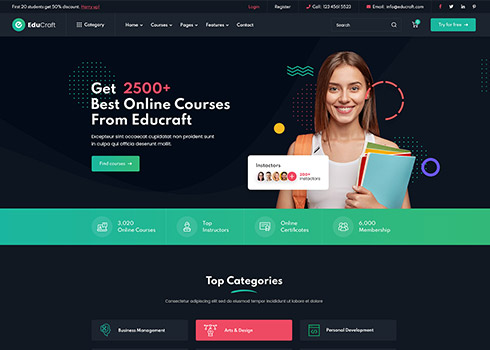 First 20 students get 50% discount. Hurry up!
Login
Register
Call: 123 4561 5523
Email: info@educraft.com
EduCraft
Category
Home
Courses
Pages
Features
Contact
Search
Try for free
Get 2500+
Best Online Courses
From Educraft
Excepteur sint occaecat cupidatat non proident sunt
in culpa qui officia deserunt mollit.
Find courses
Instactors
200+
instactors
3,020
Online Courses
Top
Instructors
Online
Certificates
6,000
Membership
Top Categories
Consectetur adipiscing elit sed do eiusmod tempor incididunt ut labore et dolore
Business Management
Arts & Design
Personal Development